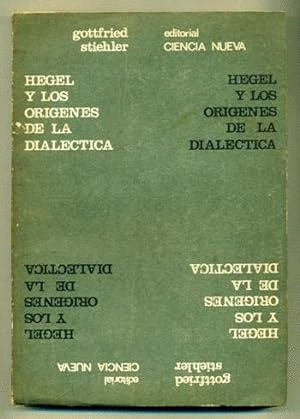 gottfried
stiehler
editorial
CIENCIA NUEVA
HEGEL
Y LOS
ORIGENES
DE LA
DIALECTICA
HEGEL
Y LOS
ORIGENES
DE LA
DIALECTICA
gottfried
stiehler
editorial
CIENCIA NUEVA
HEGEL
Y LOS
ORIGENES
DE LA
DIALECTICA
HEGEL
Y LOS
ORIGENES
DE LA
DIALECTICA